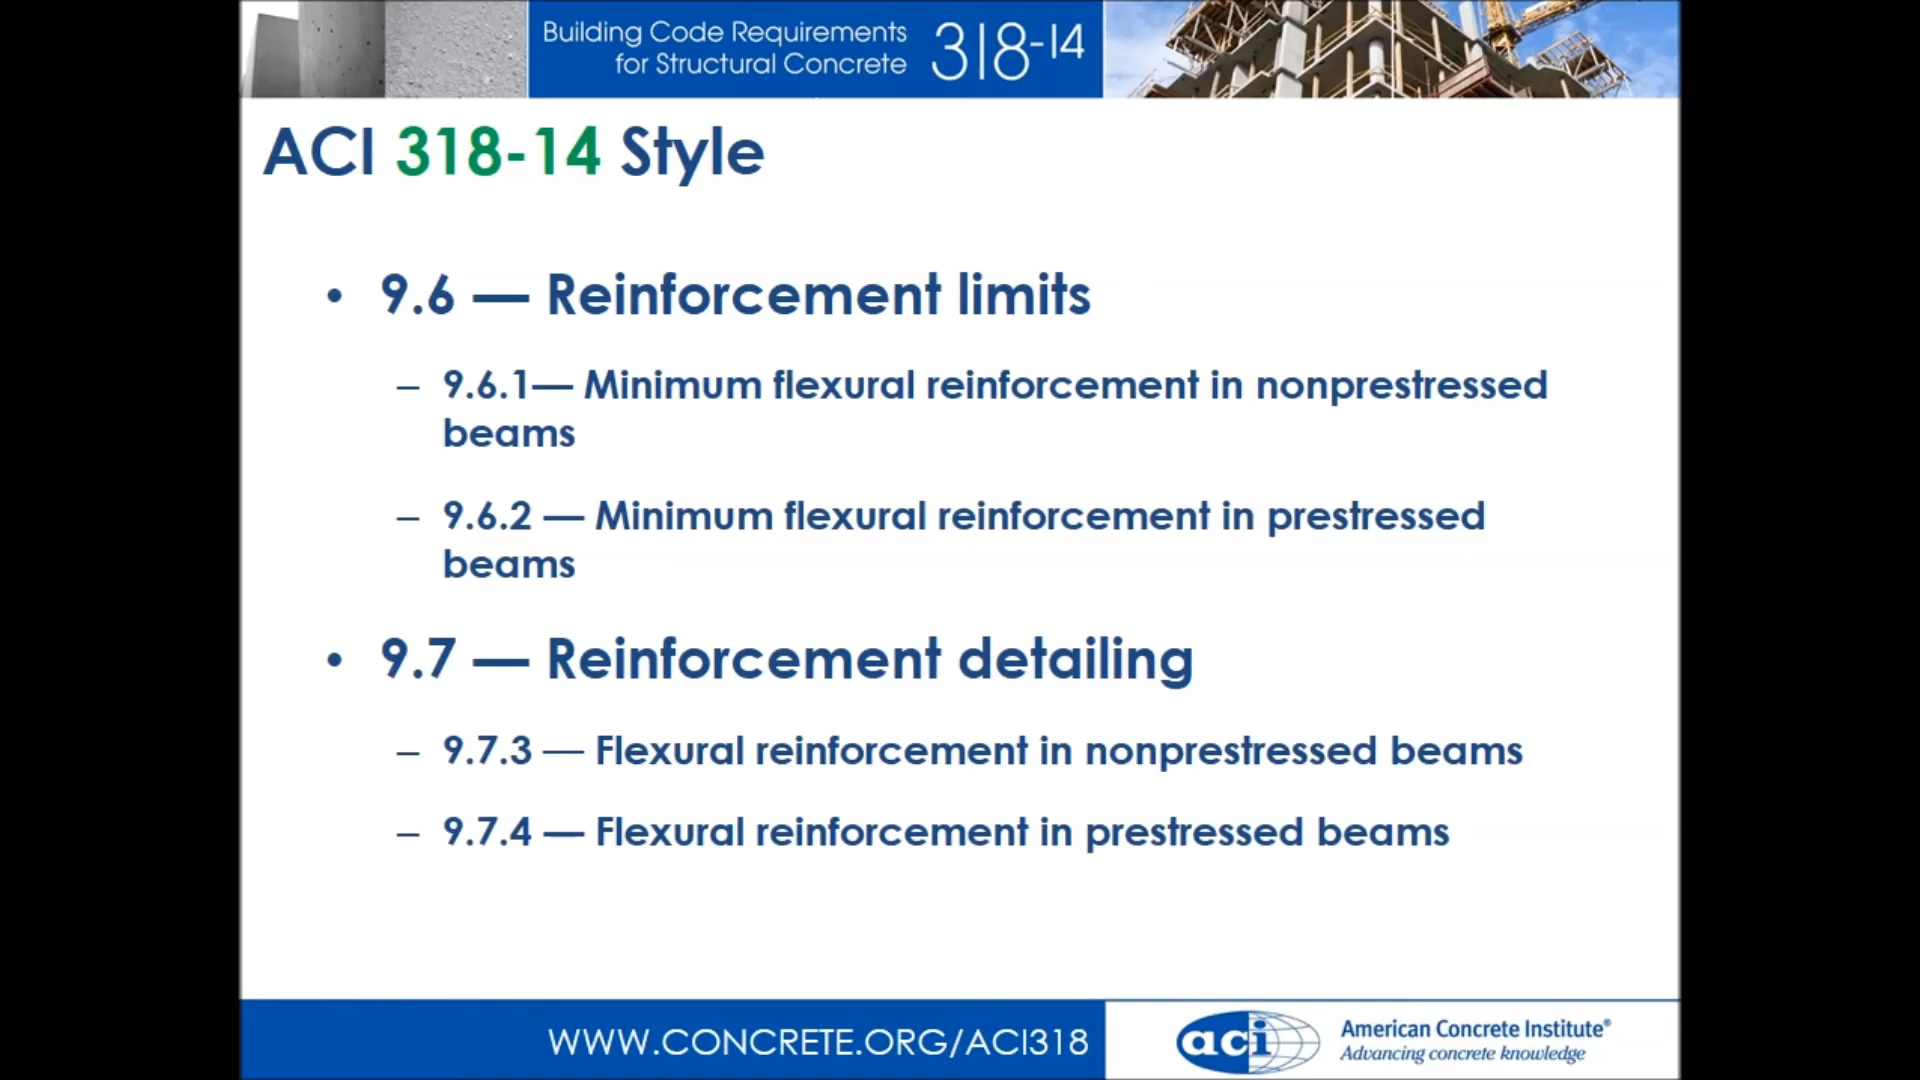 Building Code Requirements
for Structural Concrete
318-14
ACI 318-14 Style
• 9.6 — Reinforcement limits
– 9.6.1— Minimum flexural reinforcement in nonprestressed
beams
– 9.6.2 — Minimum flexural reinforcement in prestressed
beams
• 9.7 — Reinforcement detailing
– 9.7.3 — Flexural reinforcement in nonprestressed beams
– 9.7.4 — Flexural reinforcement in prestressed beams
WWW.CONCRETE.ORG/ACI318
aci
American Concrete Institute®
Advancing concrete knowledge